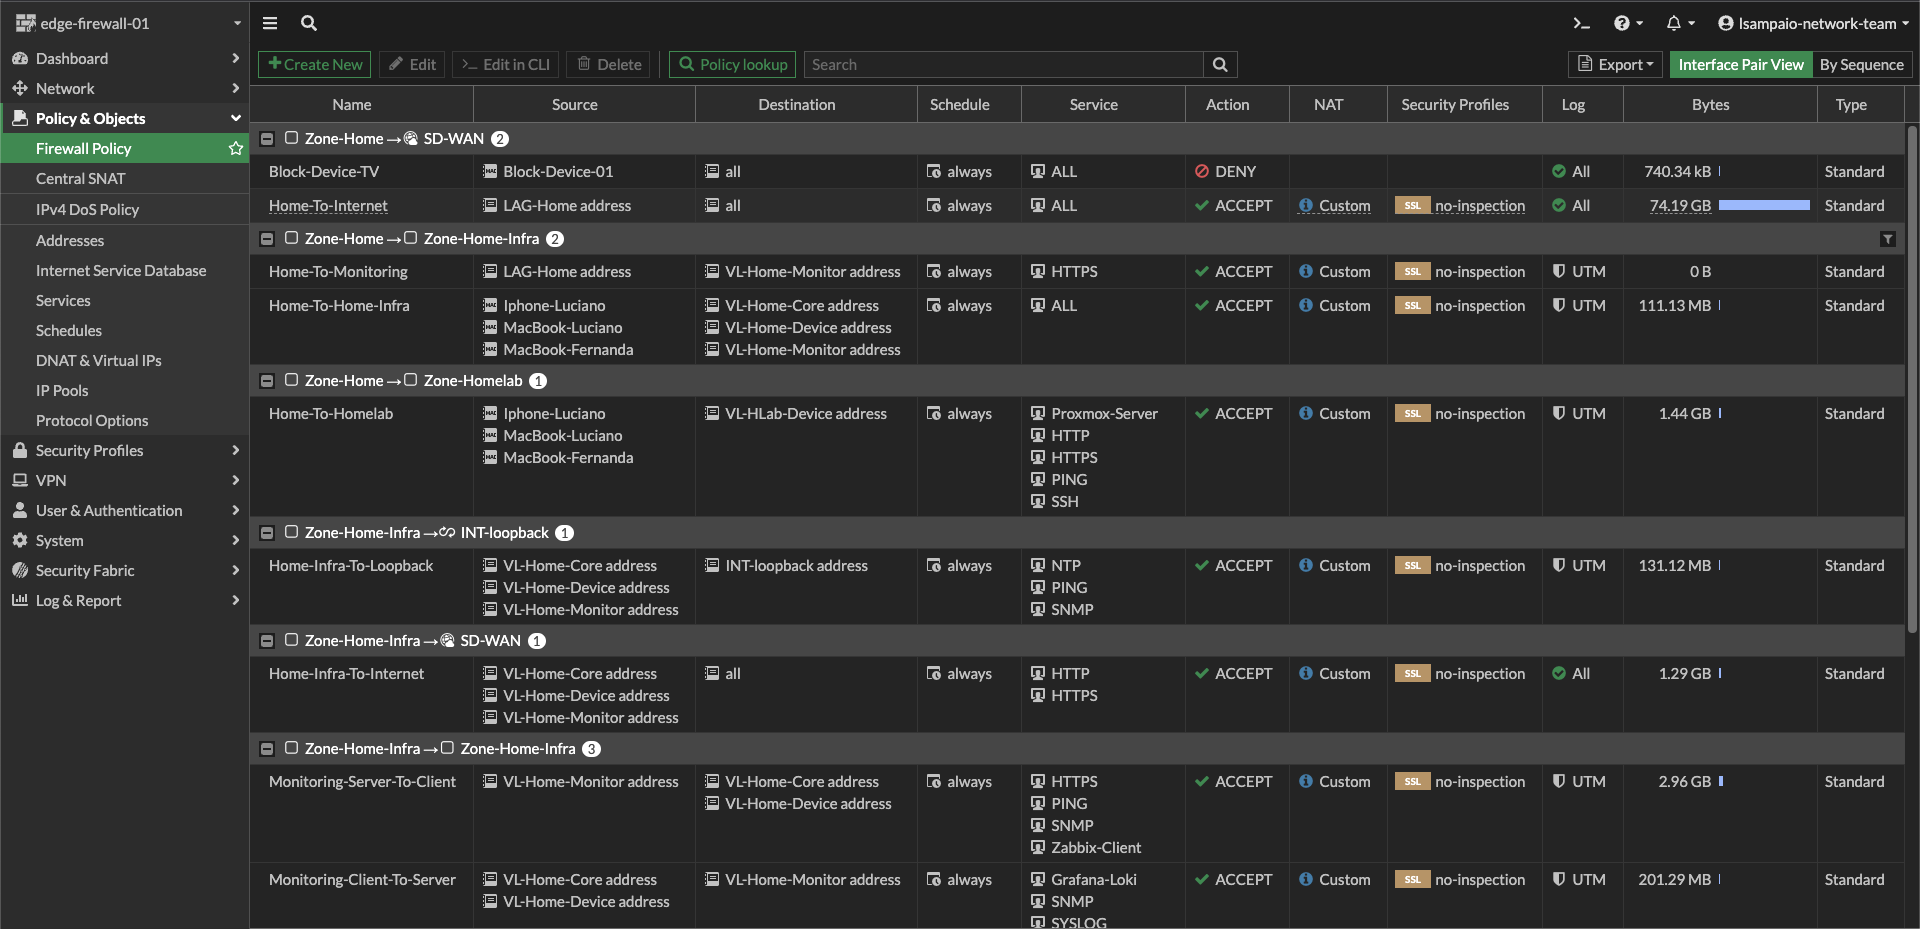 edge-firewall-01
lsampaio-network-team
Dashboard
Network
Policy & Objects
Firewall Policy
Central SNAT
IPv4 DoS Policy
Addresses
Internet Service Database
Services
Schedules
DNAT & Virtual IPs
IP Pools
Protocol Options
Security Profiles
VPN
User & Authentication
System
Security Fabric
Log & Report
Create New Edit >_ Edit in CLI Delete Policy lookup Search Export Interface Pair View By Sequence
Name Source Destination Schedule Service Action NAT Security Profiles Log Bytes Type
Zone-Home → SD-WAN 2
Block-Device-TV Block-Device-01 all always ALL DENY All 740.34 kB Standard
Home-To-Internet LAG-Home address all always ALL ACCEPT Custom SSL no-inspection All 74.19 GB Standard
Zone-Home → Zone-Home-Infra 2
Home-To-Monitoring LAG-Home address VL-Home-Monitor address always HTTPS ACCEPT Custom SSL no-inspection UTM 0 B Standard
Home-To-Home-Infra Iphone-Luciano VL-Home-Core address always ALL ACCEPT Custom SSL no-inspection UTM 111.13 MB Standard
MacBook-Luciano VL-Home-Device address
MacBook-Fernanda VL-Home-Monitor address
Zone-Home → Zone-Homelab 1
Home-To-Homelab Iphone-Luciano VL-HLab-Device address always Proxmox-Server ACCEPT Custom SSL no-inspection UTM 1.44 GB Standard
MacBook-Luciano HTTP
MacBook-Fernanda HTTPS
PING
SSH
Zone-Home-Infra → INT-loopback 1
Home-Infra-To-Loopback VL-Home-Core address INT-loopback address always NTP ACCEPT Custom SSL no-inspection UTM 131.12 MB Standard
VL-Home-Device address PING
VL-Home-Monitor address SNMP
Zone-Home-Infra → SD-WAN 1
Home-Infra-To-Internet VL-Home-Core address all always HTTP ACCEPT Custom SSL no-inspection All 1.29 GB Standard
VL-Home-Device address HTTPS
VL-Home-Monitor address
Zone-Home-Infra → Zone-Home-Infra 3
Monitoring-Server-To-Client VL-Home-Monitor address VL-Home-Core address always HTTPS ACCEPT Custom SSL no-inspection UTM 2.96 GB Standard
VL-Home-Device address PING
SNMP
Zabbix-Client
Monitoring-Client-To-Server VL-Home-Core address VL-Home-Monitor address always Grafana-Loki ACCEPT Custom SSL no-inspection UTM 201.29 MB Standard
VL-Home-Device address SNMP
SYSLOG